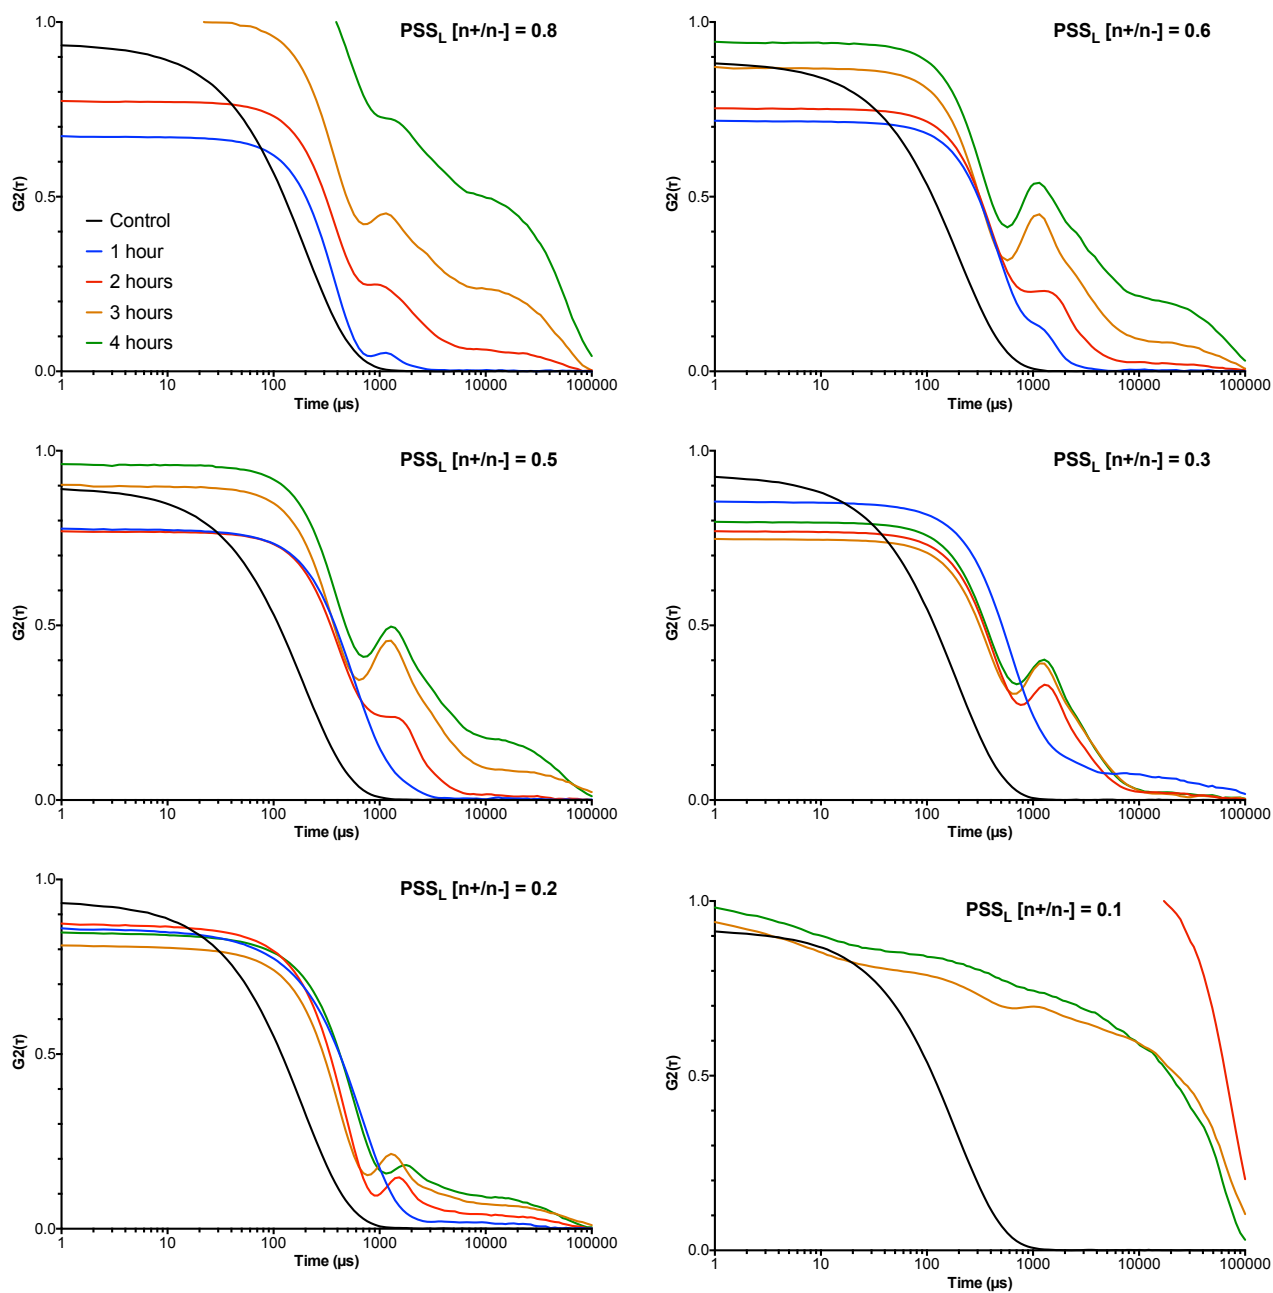 PSS_L [n+/n-] = 0.8
1.0
0.5
0.0
G2(τ)
Control
1 hour
2 hours
3 hours
4 hours
1 10 100 1000 10000 100000
Time (µs)
PSS_L [n+/n-] = 0.6
1.0
0.5
0.0
G2(τ)
1 10 100 1000 10000 100000
Time (µs)
PSS_L [n+/n-] = 0.5
1.0
0.5
0.0
G2(τ)
1 10 100 1000 10000 100000
Time (µs)
PSS_L [n+/n-] = 0.3
1.0
0.5
0.0
G2(τ)
1 10 100 1000 10000 100000
Time (µs)
PSS_L [n+/n-] = 0.2
1.0
0.5
0.0
G2(τ)
1 10 100 1000 10000 100000
Time (µs)
PSS_L [n+/n-] = 0.1
1.0
0.5
0.0
G2(τ)
1 10 100 1000 10000 100000
Time (µs)